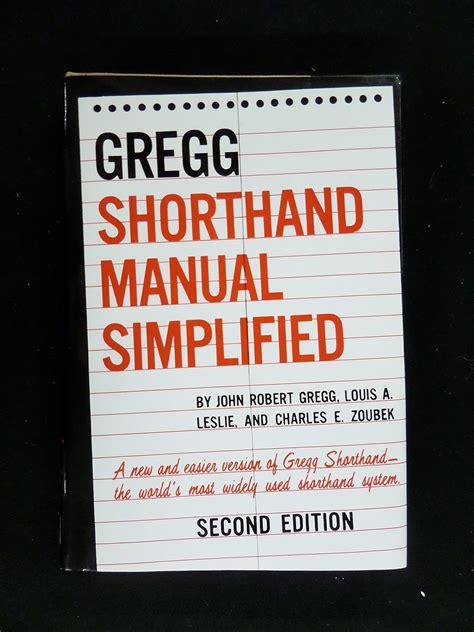 GREGG
SHORTHAND
MANUAL
SIMPLIFIED
BY JOHN ROBERT GREGG, LOUIS A.
LESLIE, AND CHARLES E. ZOUBEK
A new and easier version of Gregg Shorthand—
the world's most widely used shorthand system.
SECOND EDITION